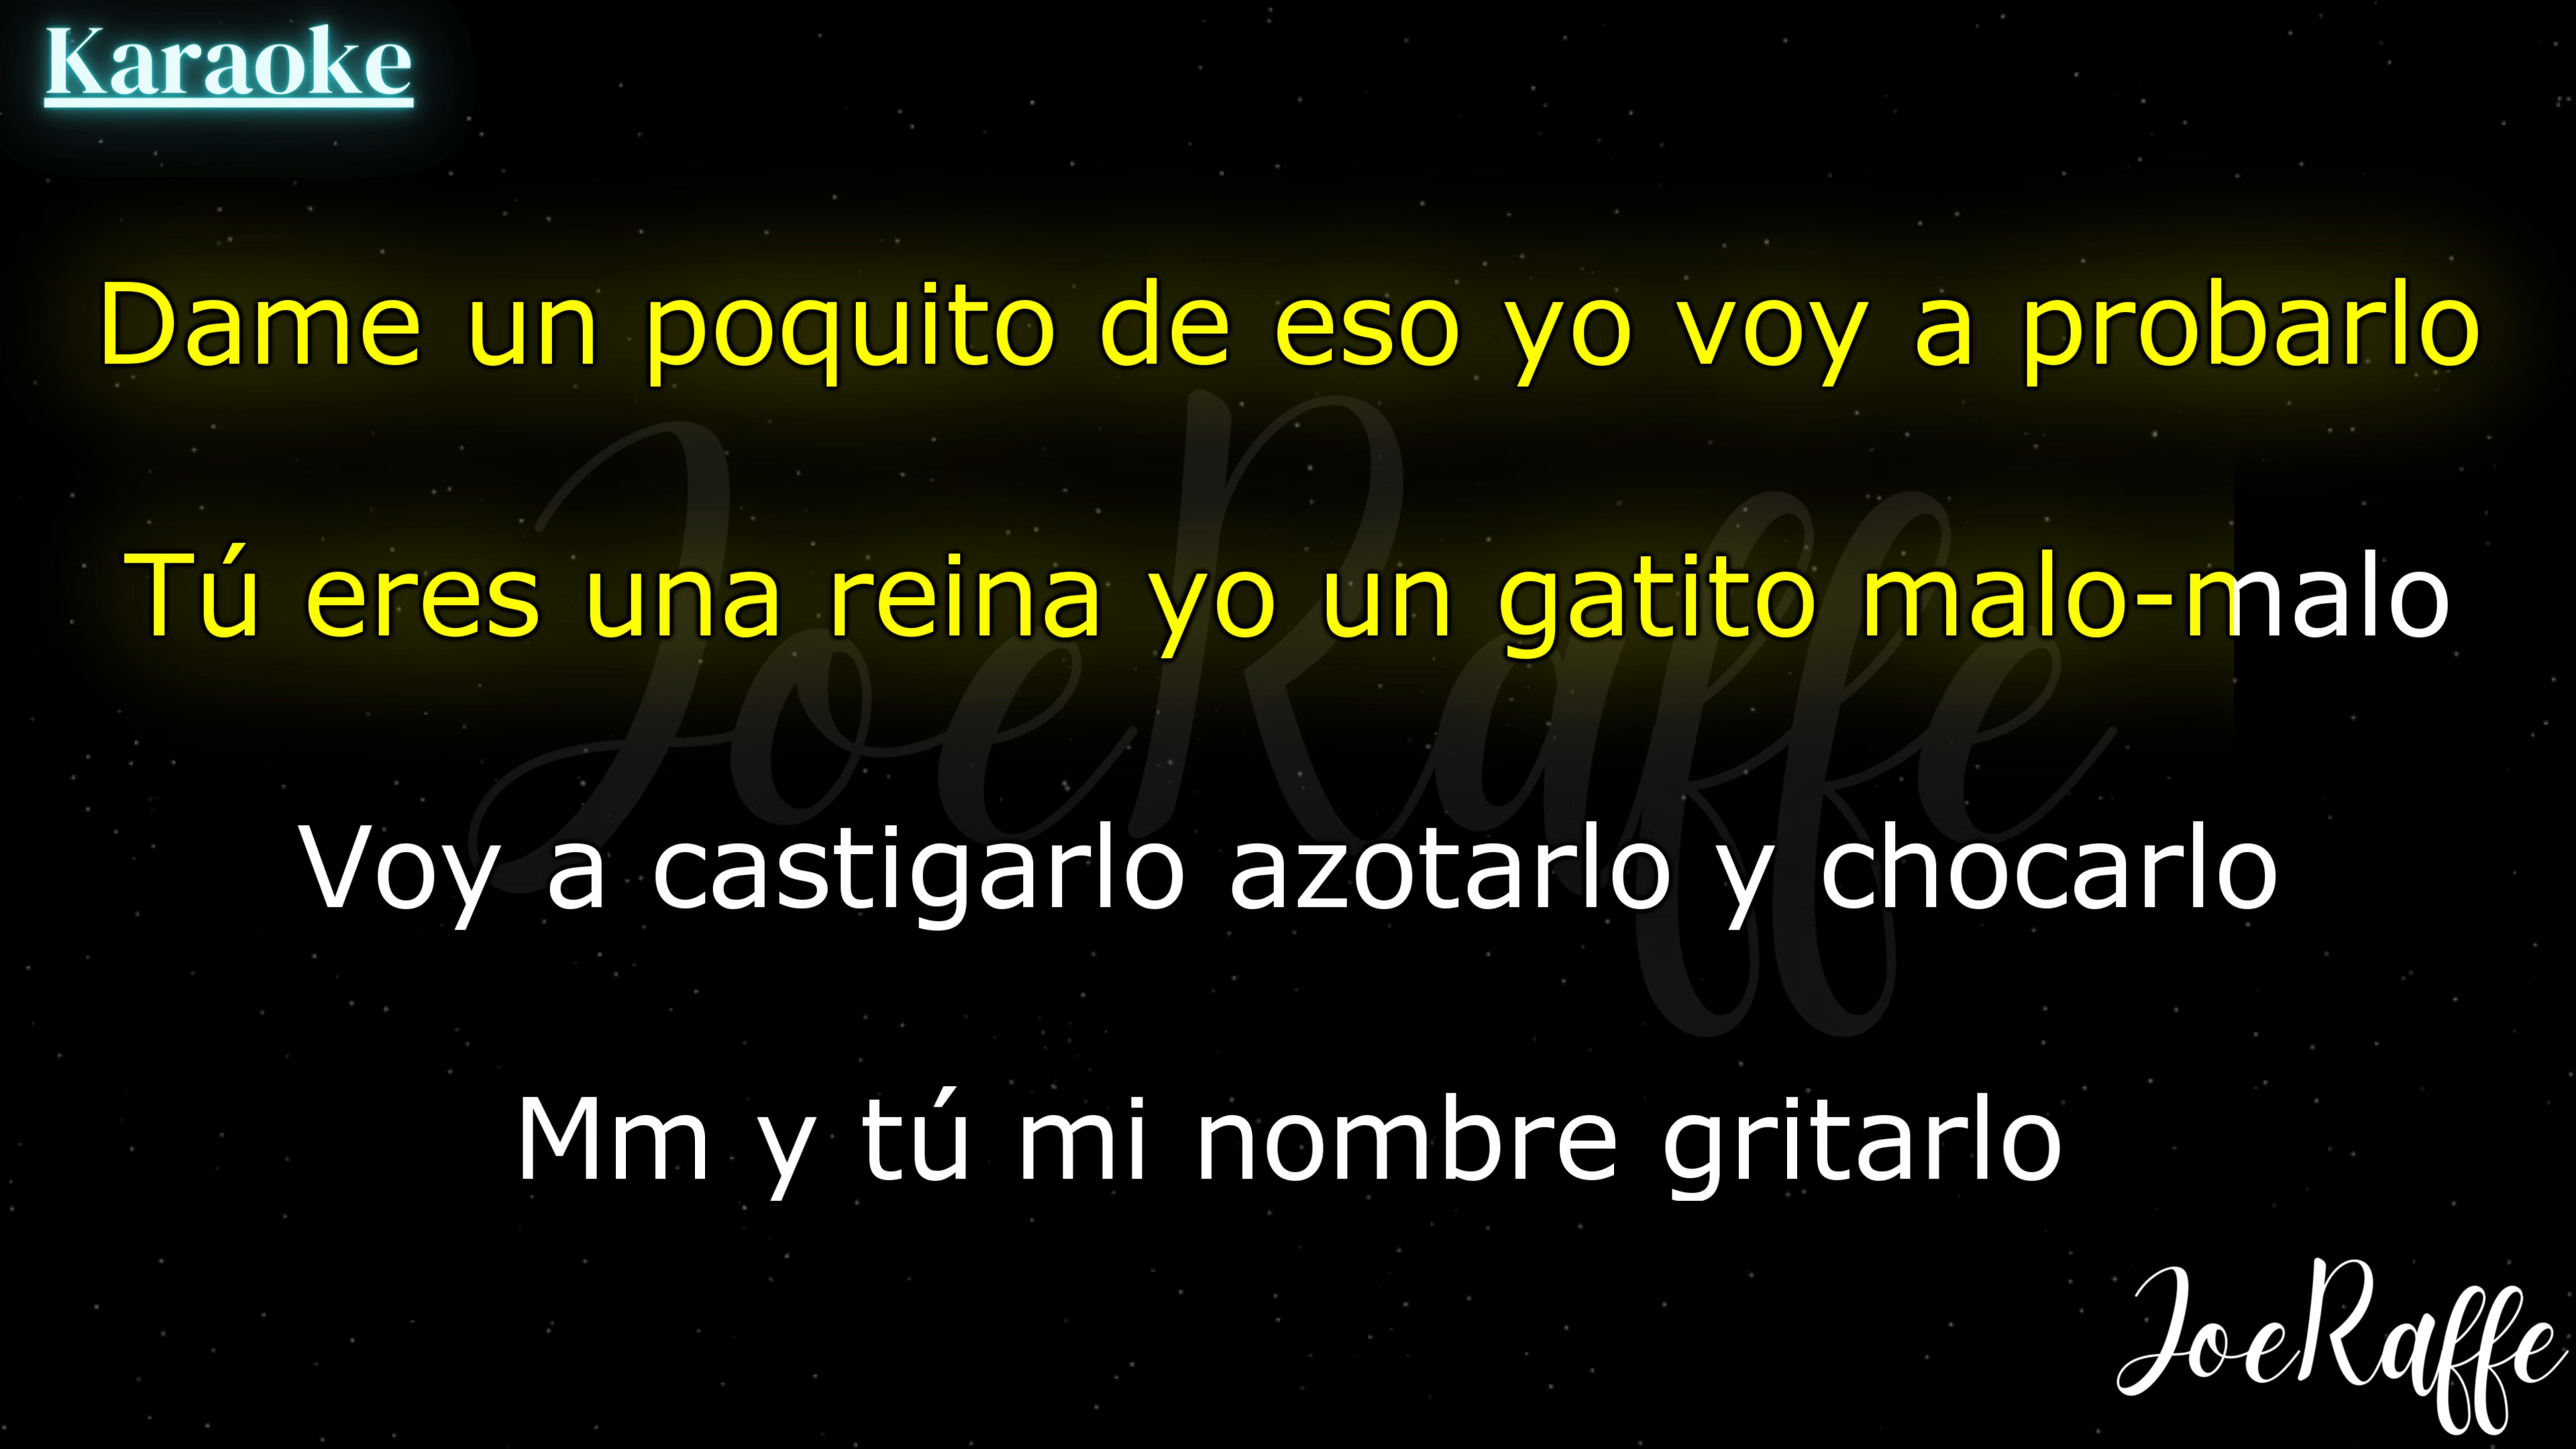 Karaoke
Dame un poquito de eso yo voy a probarlo
Tú eres una reina yo un gatito malo-malo
Voy a castigarlo azotarlo y chocarlo
Mm y tú mi nombre gritarlo
JoeRaffe
JoeRaffe